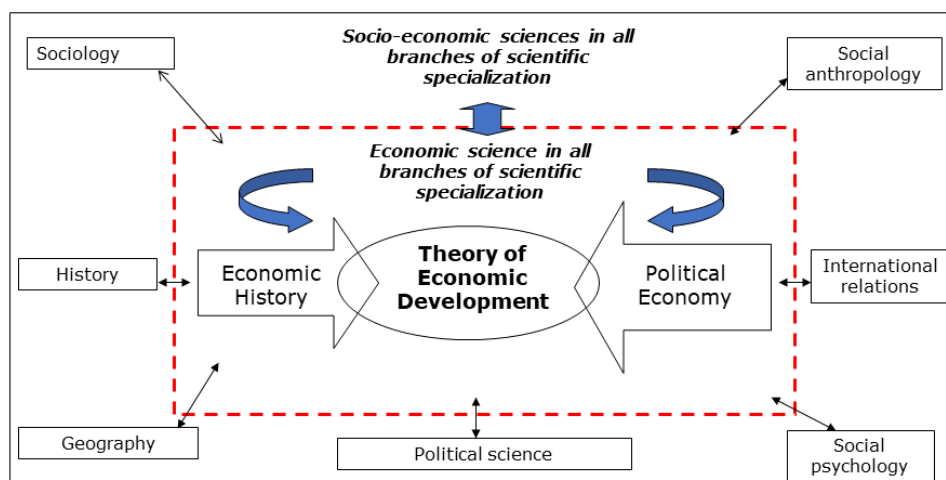 Socio-economic sciences in all
branches of scientific
specialization
Sociology
Social
anthropology
Economic science in all
branches of scientific
specialization
History
Economic
History
Theory of
Economic
Development
Political
Economy
International
relations
Geography
Political science
Social
psychology